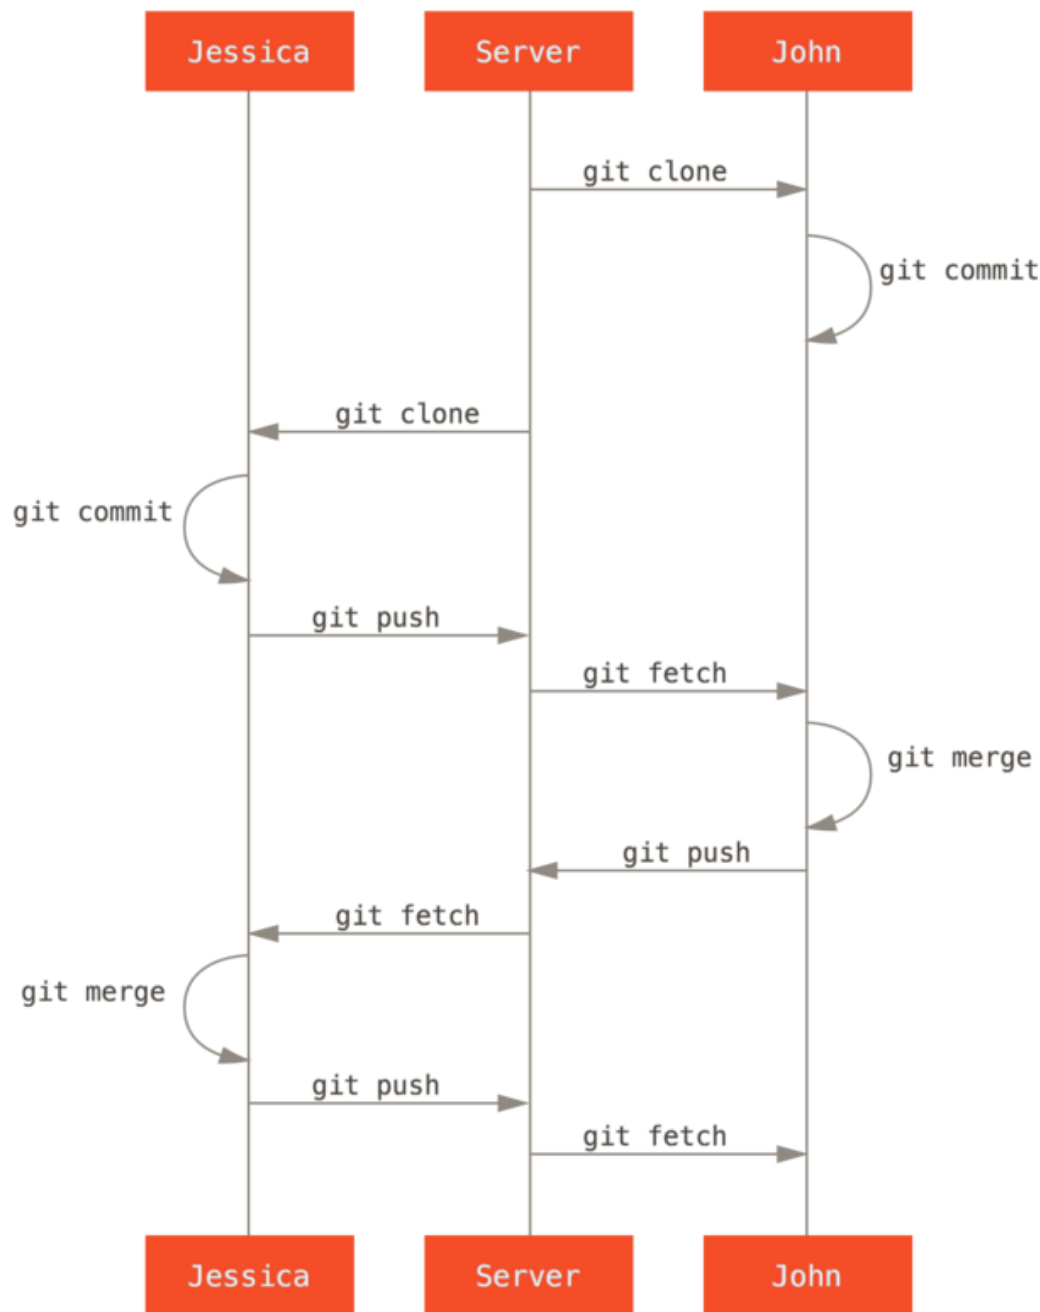 Jessica
Server
John
git clone
git commit
git clone
git commit
git push
git fetch
git merge
git push
git fetch
git merge
git push
git fetch
Jessica
Server
John